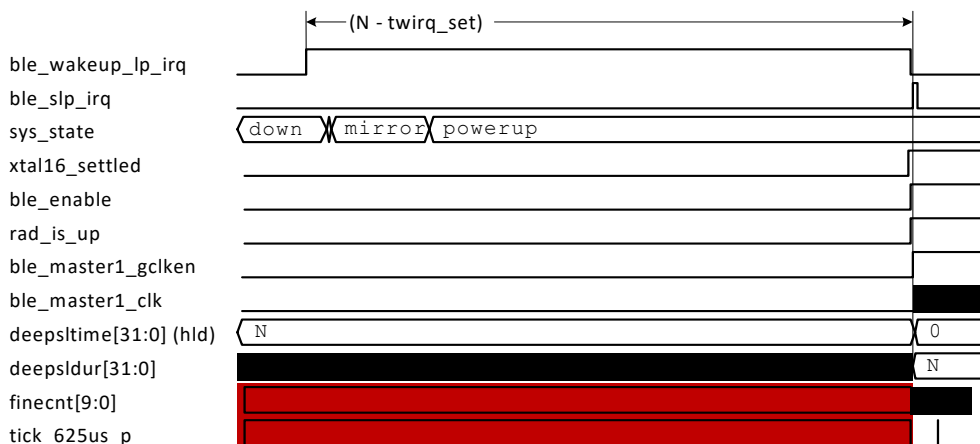 (N - twirq_set)
ble_wakeup_lp_irq
ble_slp_irq
sys_state down mirror powerup
xtal16_settled
ble_enable
rad_is_up
ble_master1_gclken
ble_master1_clk
deepsltime[31:0] (hld) N 0
deepsldur[31:0] N
finecnt[9:0]
tick_625us_p